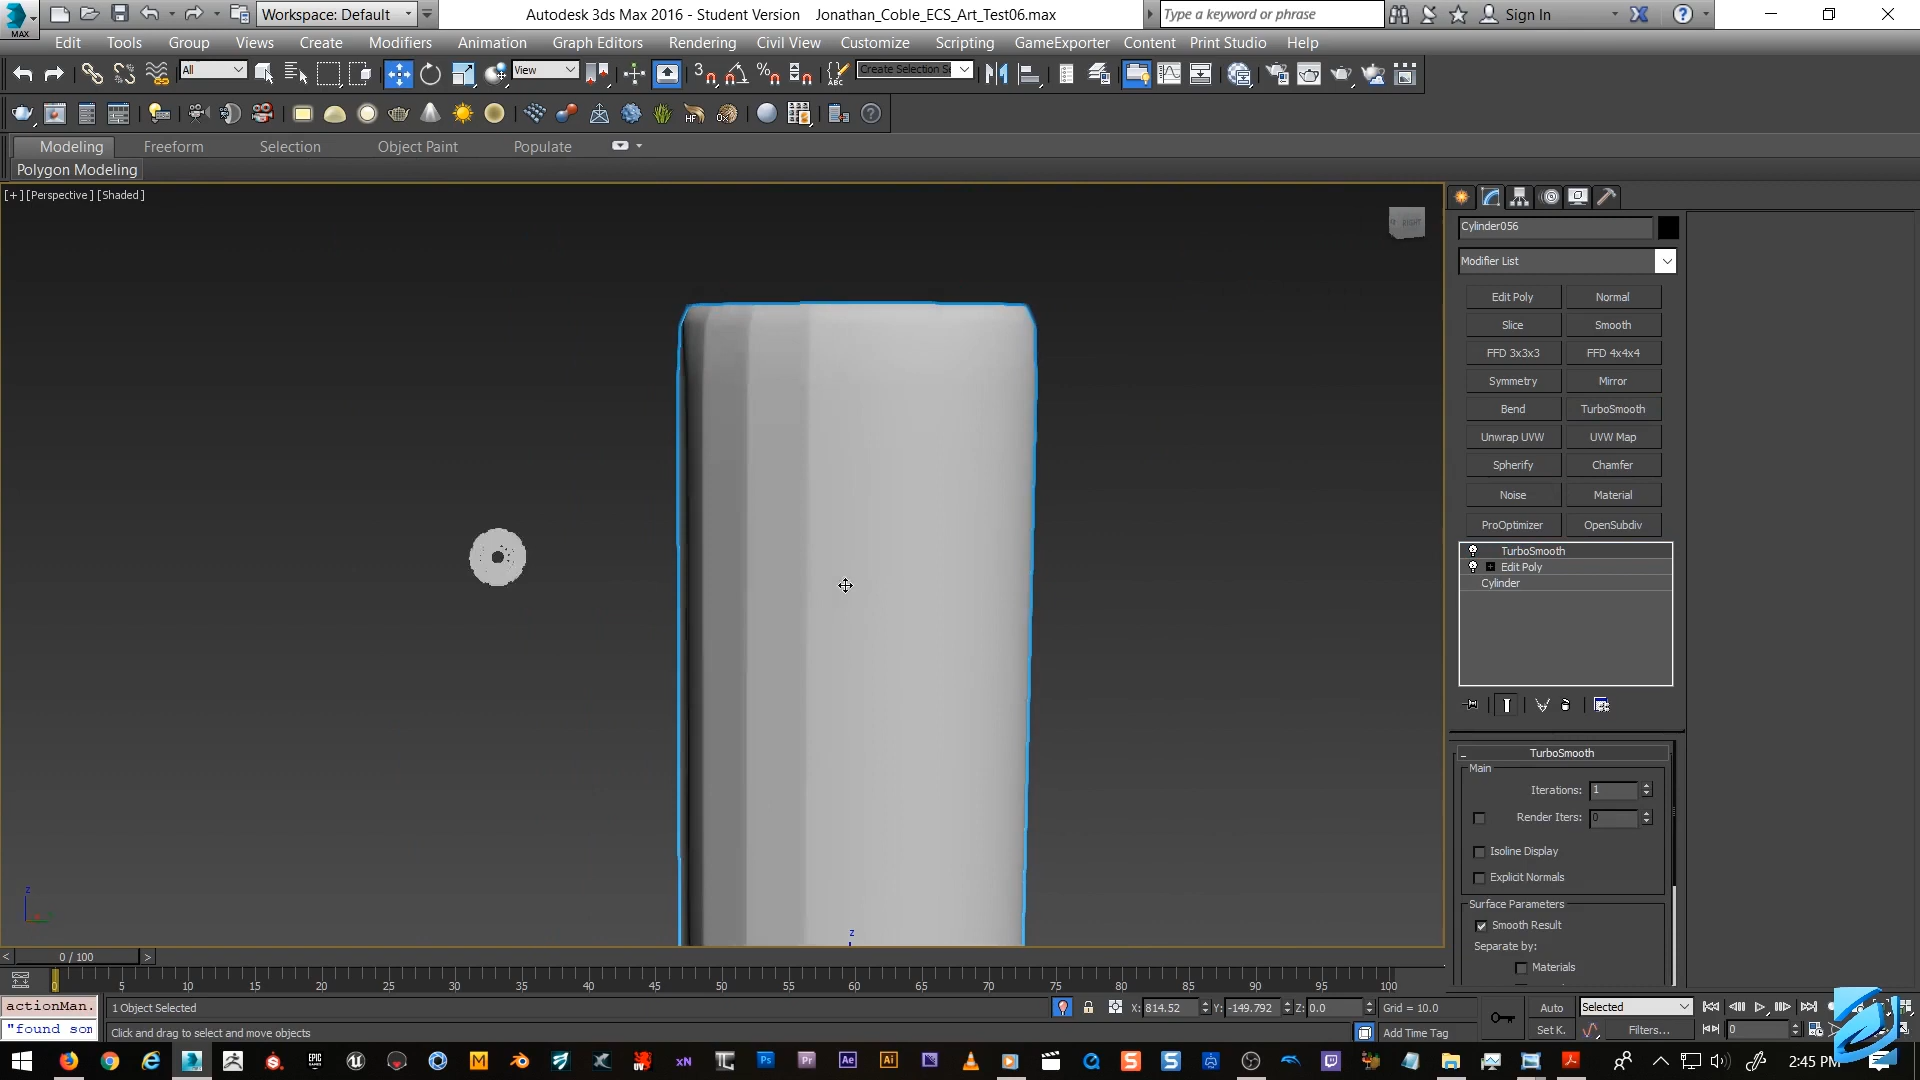 MAX
Workspace: Default
Autodesk 3ds Max 2016 - Student Version Jonathan_Coble_ECS_Art_Test06.max
Type a keyword or phrase
Sign In
Edit Tools Group Views Create Modifiers Animation Graph Editors Rendering Civil View Customize Scripting GameExporter Content Print Studio Help
All
View
3
ABC
Create Selection Se
HF
Modeling Freeform Selection Object Paint Populate
Polygon Modeling
[+] [Perspective] [Shaded]
Cylinder056
Modifier List
Edit Poly Normal
Slice Smooth
FFD 3x3x3 FFD 4x4x4
Symmetry Mirror
Bend TurboSmooth
Unwrap UVW UVW Map
Spherify Chamfer
Noise Material
ProOptimizer OpenSubdiv
TurboSmooth
Edit Poly
Cylinder
TurboSmooth
Main
Iterations: 1
Render Iters: 0
Isoline Display
Explicit Normals
Surface Parameters
Smooth Result
Separate by:
Materials
z
z
< 0 / 100 >
0 5 10 15 20 25 30 35 40 45 50 55 60 65 70 75 80 85 90 95 100
actionMan.
"found som
1 Object Selected
Click and drag to select and move objects
X: 814.52 Y: -149.792 Z: 0.0 Grid = 10.0
Add Time Tag
Auto Selected
Set K. Filters...
0
2:45 PM